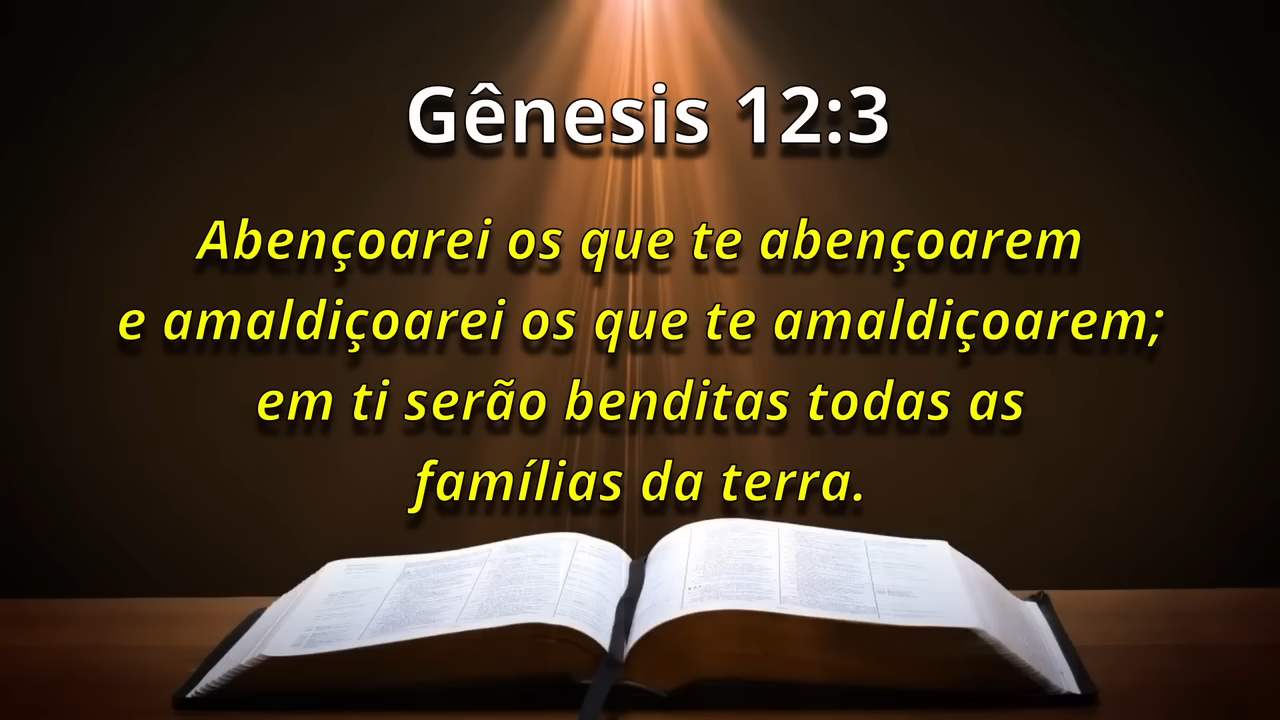 Gênesis 12:3
Abençoarei os que te abençoarem
e amaldiçoarei os que te amaldiçoarem;
em ti serão benditas todas as
famílias da terra.